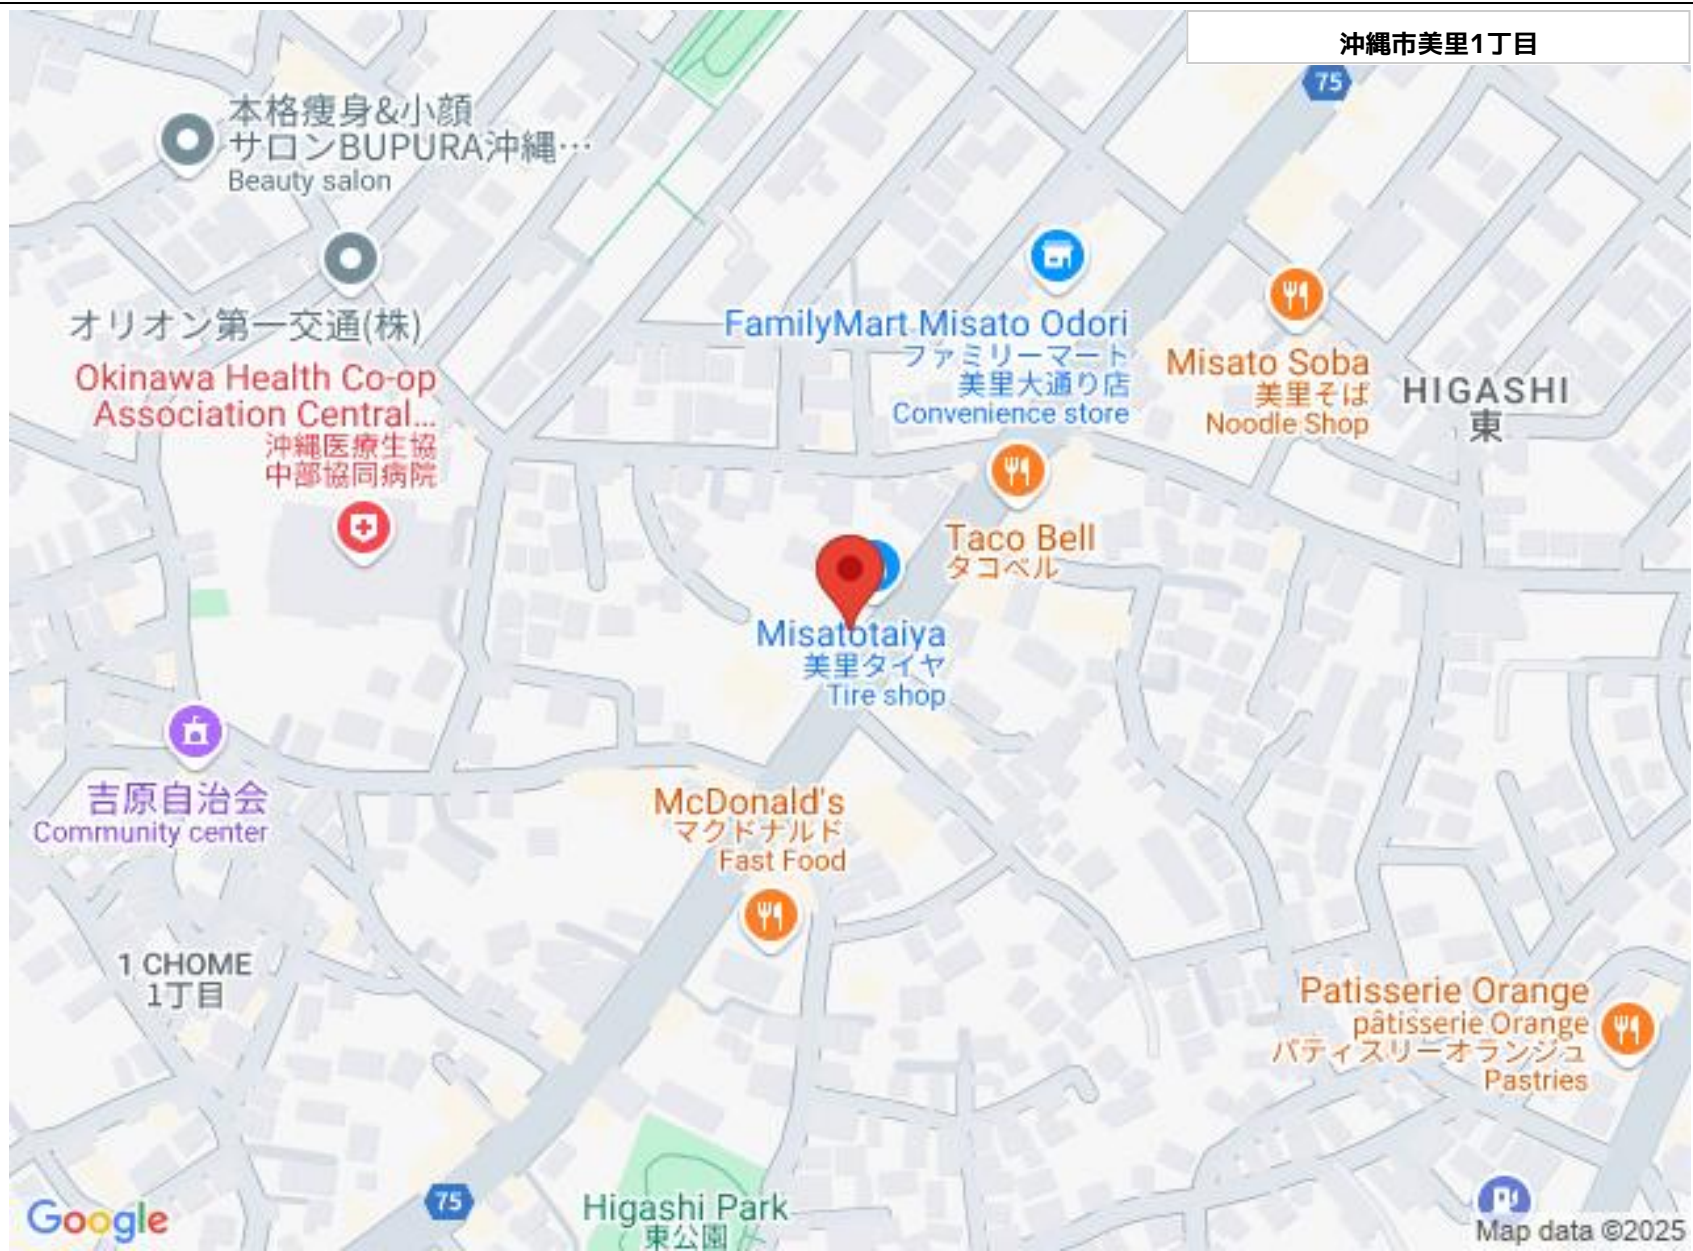 沖縄市美里1丁目
75
本格痩身&小顔
サロンBUPURA沖縄…
Beauty salon
オリオン第一交通(株)
Okinawa Health Co-op
Association Central...
沖縄医療生協
中部協同病院
FamilyMart Misato Odori
ファミリーマート
美里大通り店
Convenience store
Misato Soba
美里そば
Noodle Shop
HIGASHI
東
Taco Bell
タコベル
Misatotaiya
美里タイヤ
Tire shop
吉原自治会
Community center
McDonald's
マクドナルド
Fast Food
1 CHOME
1丁目
Patisserie Orange
pâtisserie Orange
パティスリーオランジュ
Pastries
75
Higashi Park
東公園
Google
Map data ©2025